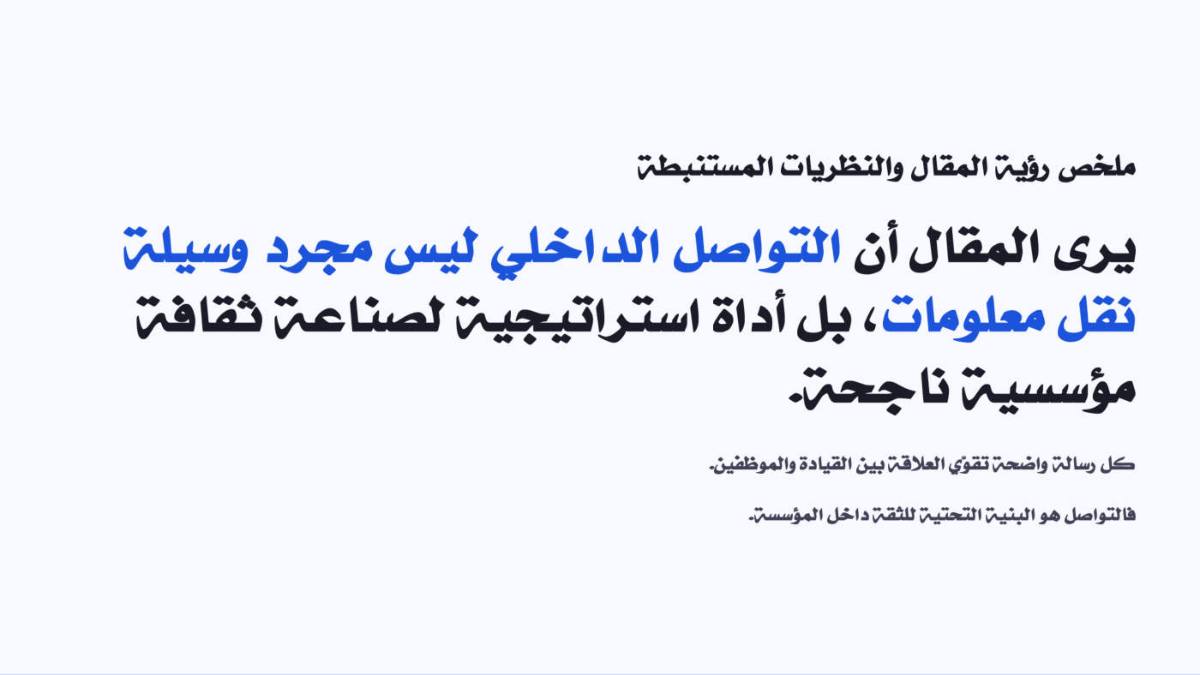 ملخص رؤية المقال والنظريات المستنبطة
يرى المقال أن التواصل الداخلي ليس مجرد وسيلة
نقل معلومات، بل أداة استراتيجية لصناعة ثقافة
مؤسسية ناجحة.
كل رسالة واضحة تقوّي العلاقة بين القيادة والموظفين.
فالتواصل هو البنية التحتية للثقة داخل المؤسسة.